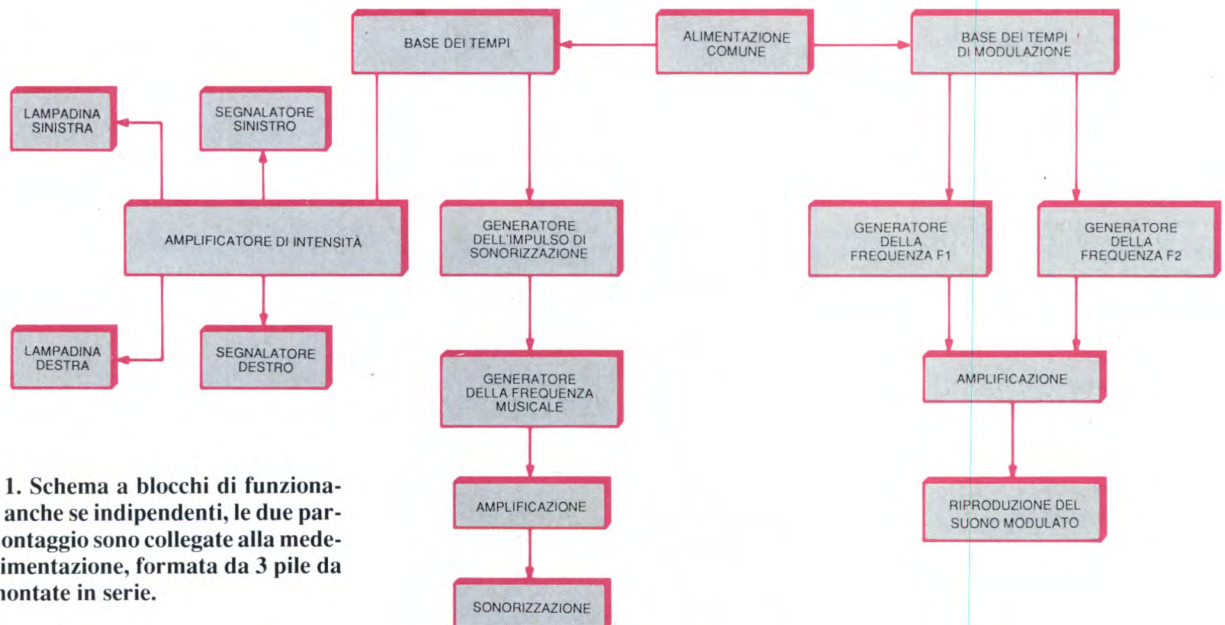 BASE DEI TEMPI
ALIMENTAZIONE
COMUNE
BASE DEI TEMPI
DI MODULAZIONE
LAMPADINA
SINISTRA
SEGNALATORE
SINISTRO
AMPLIFICATORE DI INTENSITÀ
GENERATORE
DELL'IMPULSO DI
SONORIZZAZIONE
GENERATORE
DELLA
FREQUENZA F1
GENERATORE
DELLA
FREQUENZA F2
LAMPADINA
DESTRA
SEGNALATORE
DESTRO
GENERATORE
DELLA FREQUENZA
MUSICALE
AMPLIFICAZIONE
AMPLIFICAZIONE
RIPRODUZIONE DEL
SUONO MODULATO
SONORIZZAZIONE
1. Schema a blocchi di funziona-
anche se indipendenti, le due par-
ontaggio sono collegate alla mede-
imentazione, formata da 3 pile da
montate in serie.